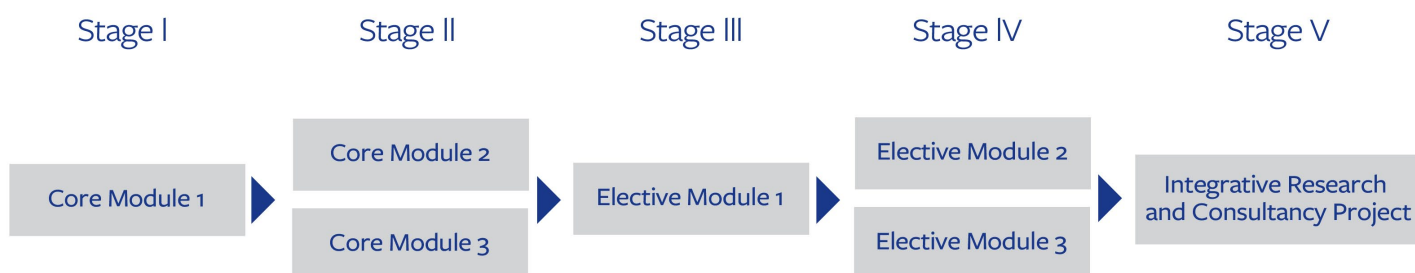 Stage I
Stage II
Stage III
Stage IV
Stage V
Core Module 1
Core Module 2
Core Module 3
Elective Module 1
Elective Module 2
Elective Module 3
Integrative Research
and Consultancy Project